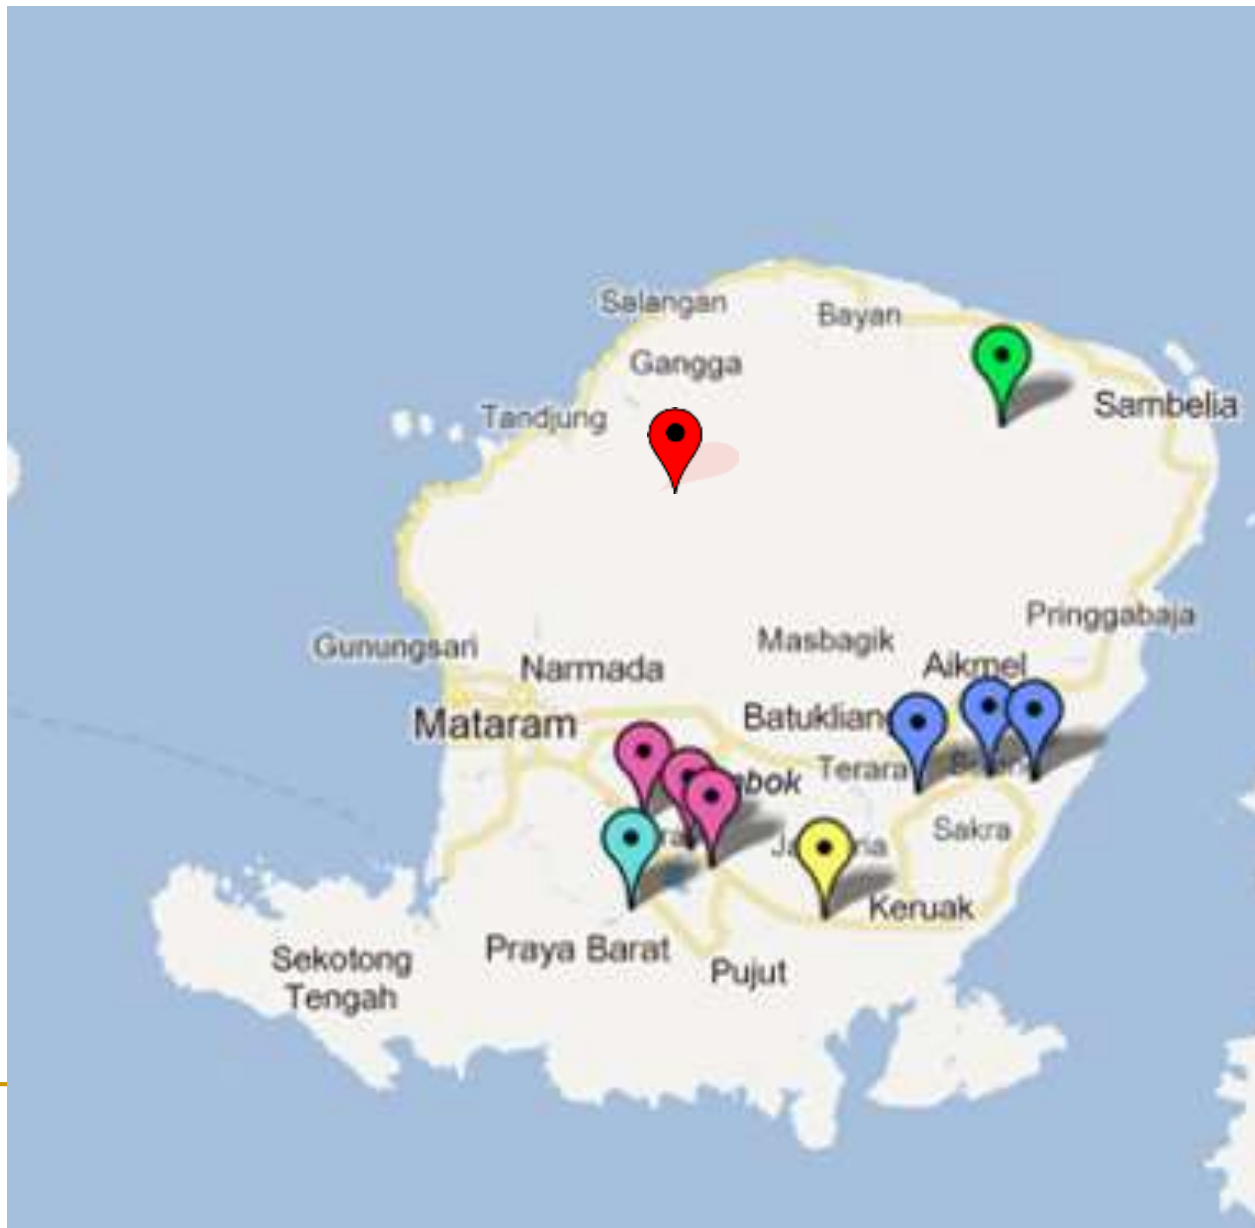 Salangan
Bayan
Gangga
Sambelia
Tandjung
Pringgabaja
Gunungsari
Masbagik
Narmada
Aikmel
Mataram
Terara
Sakra
Keruak
Praya Barat
Pujut
Sekotong
Tengah